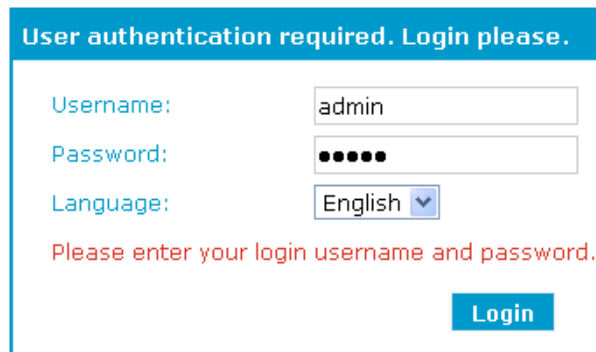 User authentication required. Login please.
Username: admin
Password: •••••
Language: English
Please enter your login username and password.
Login